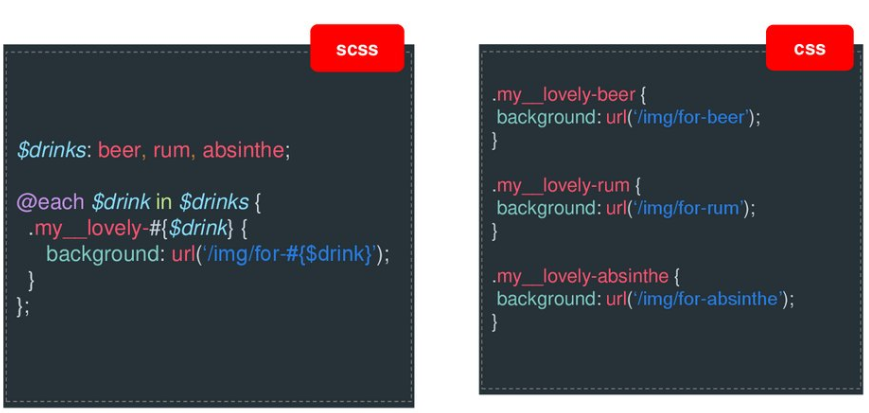 scss
$drinks: beer, rum, absinthe;
@each $drink in $drinks {
.my__lovely-#{$drink} {
background: url(‘/img/for-#{$drink}’);
}
};
css
.my__lovely-beer {
background: url(‘/img/for-beer’);
}
.my__lovely-rum {
background: url(‘/img/for-rum’);
}
.my__lovely-absinthe {
background: url(‘/img/for-absinthe’);
}